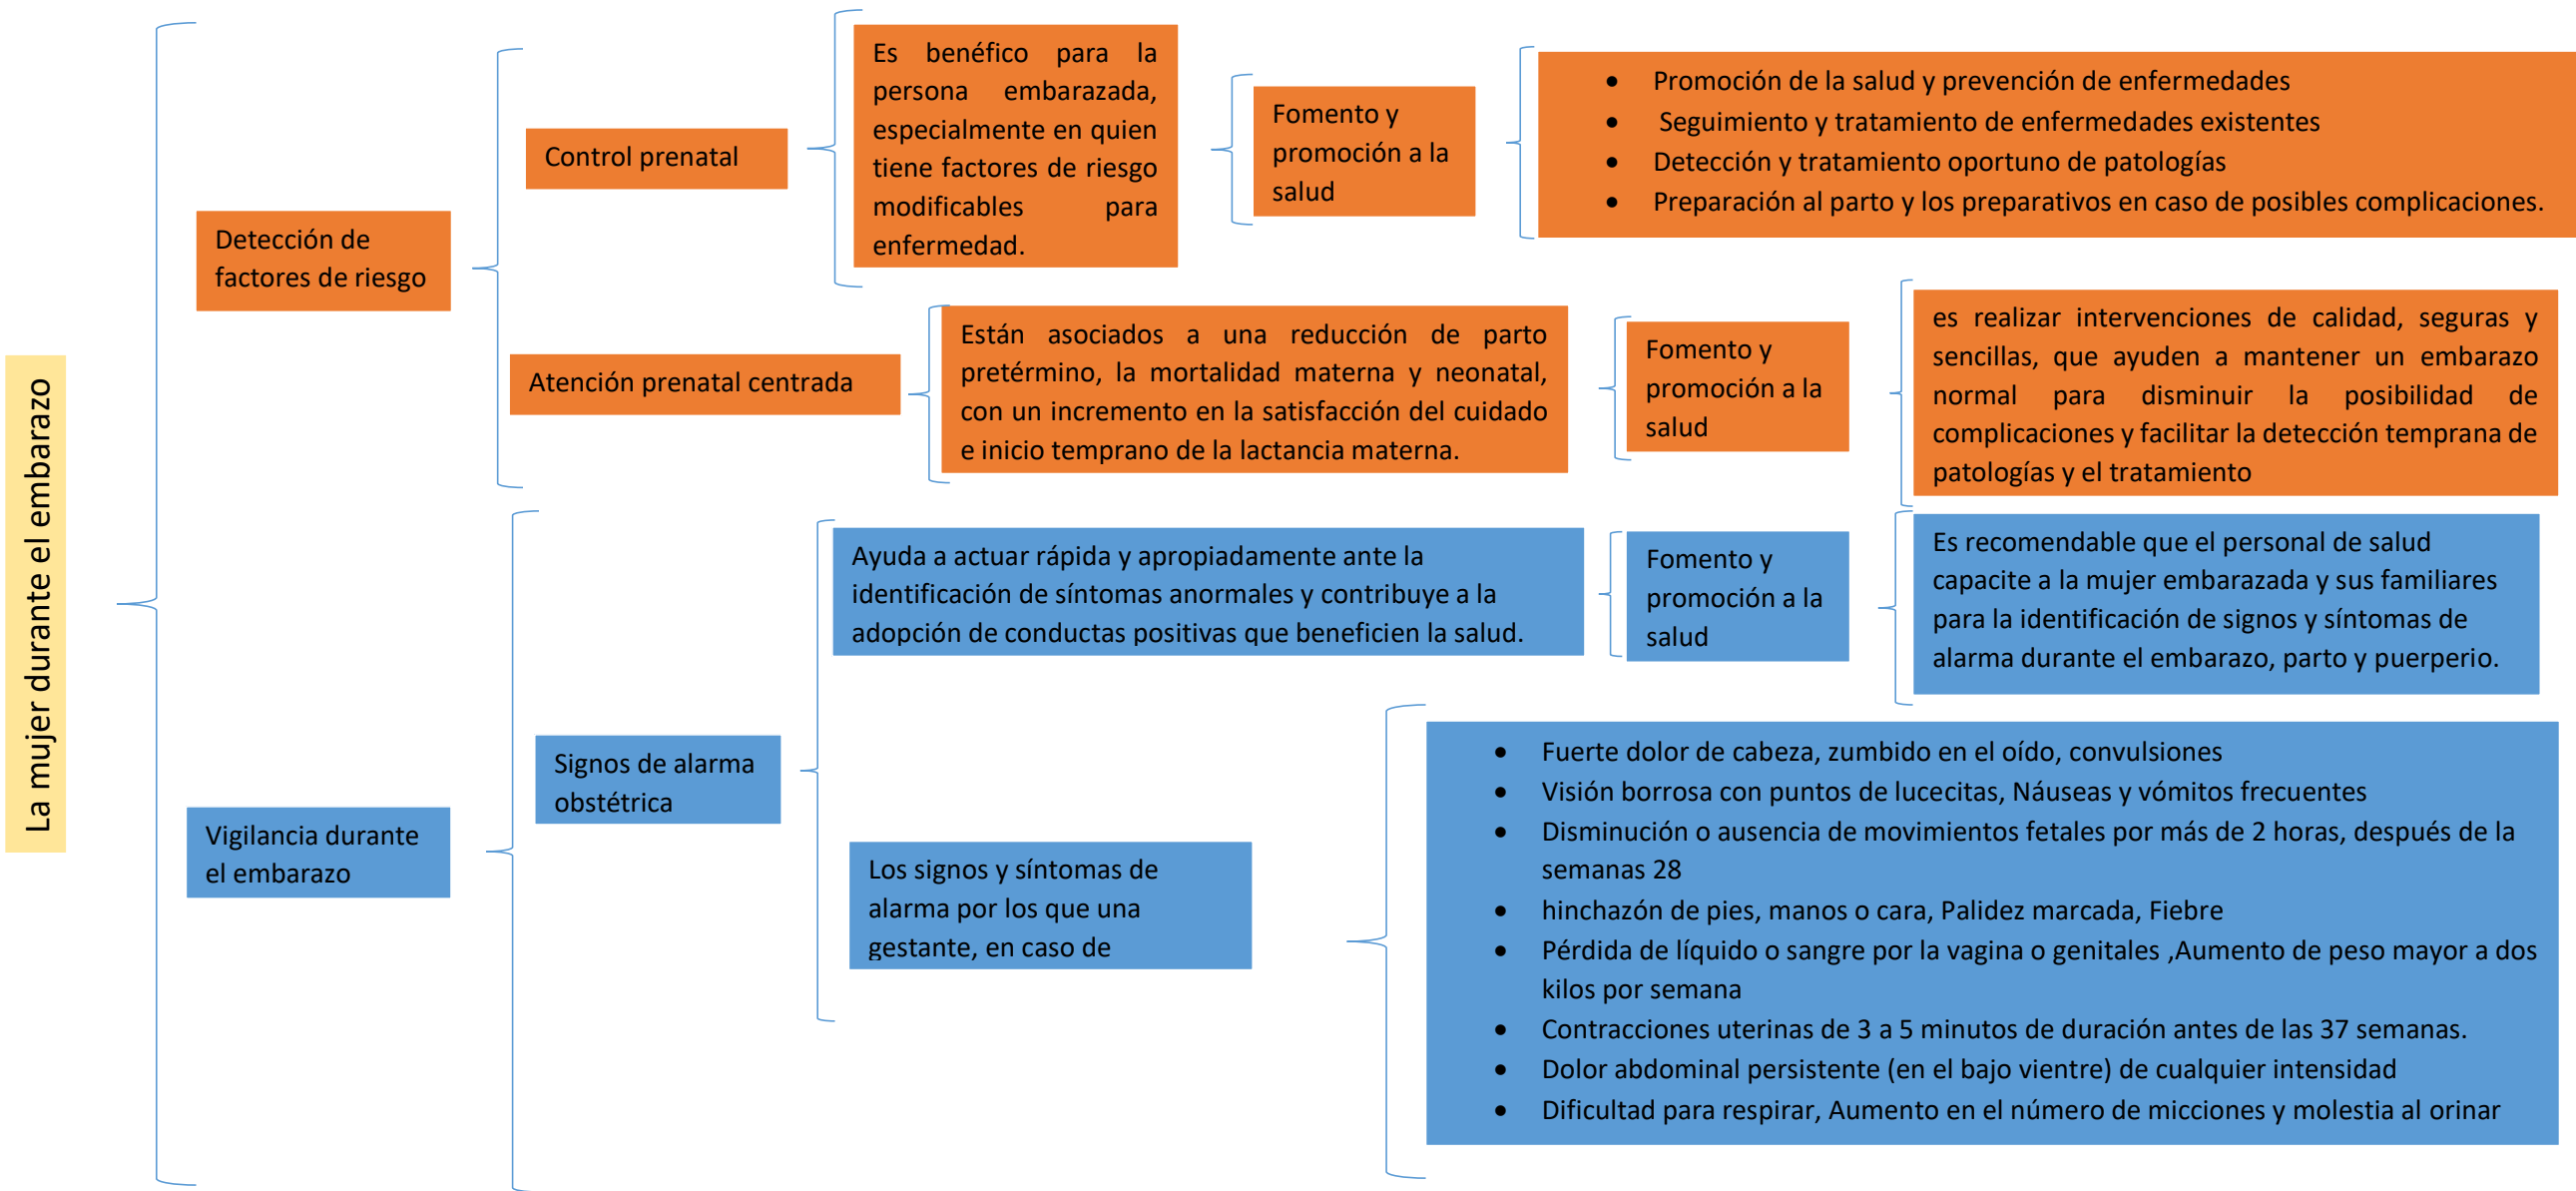 La mujer durante el embarazo
Detección de
factores de riesgo
Control prenatal
Es benéfico para la
persona embarazada,
especialmente en quien
tiene factores de riesgo
modificables para
enfermedad.
Fomento y
promoción a la
salud
• Promoción de la salud y prevención de enfermedades
• Seguimiento y tratamiento de enfermedades existentes
• Detección y tratamiento oportuno de patologías
• Preparación al parto y los preparativos en caso de posibles complicaciones.
Atención prenatal centrada
Están asociados a una reducción de parto
pretérmino, la mortalidad materna y neonatal,
con un incremento en la satisfacción del cuidado
e inicio temprano de la lactancia materna.
Fomento y
promoción a la
salud
es realizar intervenciones de calidad, seguras y
sencillas, que ayuden a mantener un embarazo
normal para disminuir la posibilidad de
complicaciones y facilitar la detección temprana de
patologías y el tratamiento
Vigilancia durante
el embarazo
Signos de alarma
obstétrica
Ayuda a actuar rápida y apropiadamente ante la
identificación de síntomas anormales y contribuye a la
adopción de conductas positivas que beneficien la salud.
Fomento y
promoción a la
salud
Es recomendable que el personal de salud
capacite a la mujer embarazada y sus familiares
para la identificación de signos y síntomas de
alarma durante el embarazo, parto y puerperio.
Los signos y síntomas de
alarma por los que una
gestante, en caso de
• Fuerte dolor de cabeza, zumbido en el oído, convulsiones
• Visión borrosa con puntos de lucecitas, Náuseas y vómitos frecuentes
• Disminución o ausencia de movimientos fetales por más de 2 horas, después de la
semanas 28
• hinchazón de pies, manos o cara, Palidez marcada, Fiebre
• Pérdida de líquido o sangre por la vagina o genitales ,Aumento de peso mayor a dos
kilos por semana
• Contracciones uterinas de 3 a 5 minutos de duración antes de las 37 semanas.
• Dolor abdominal persistente (en el bajo vientre) de cualquier intensidad
• Dificultad para respirar, Aumento en el número de micciones y molestia al orinar